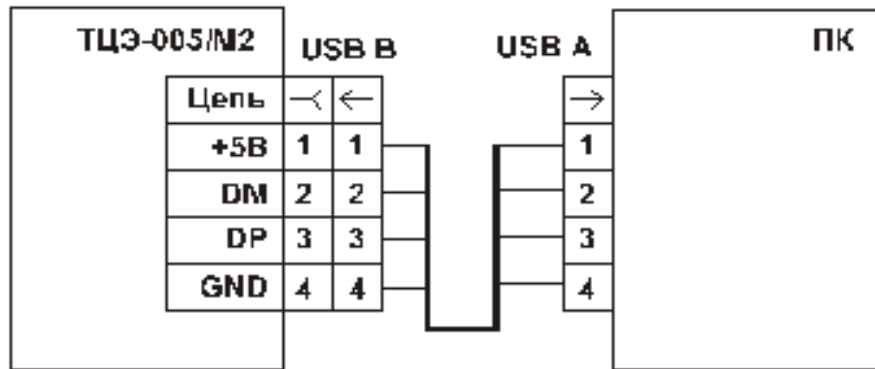 ТЦЭ-005/М2
USB B
USB A
ПК
Цепь
+5В 1 1 1
DM 2 2 2
DP 3 3 3
GND 4 4 4